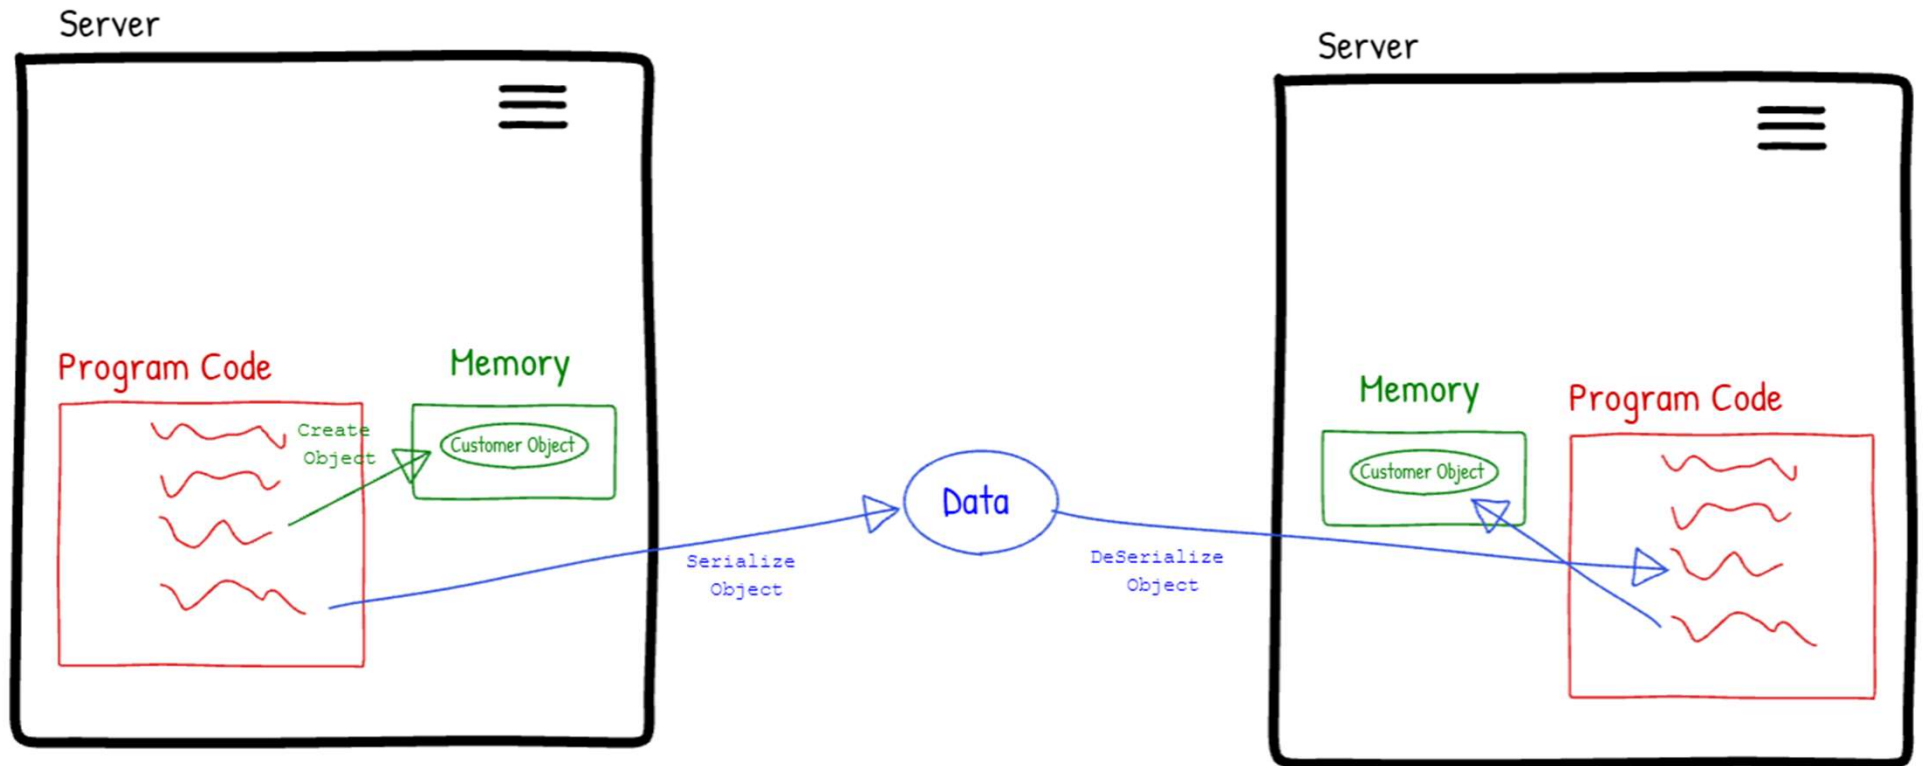 Server
Program Code
Memory
Create
Object
Customer Object
Serialize
Object
Data
DeSerialize
Object
Server
Memory
Customer Object
Program Code